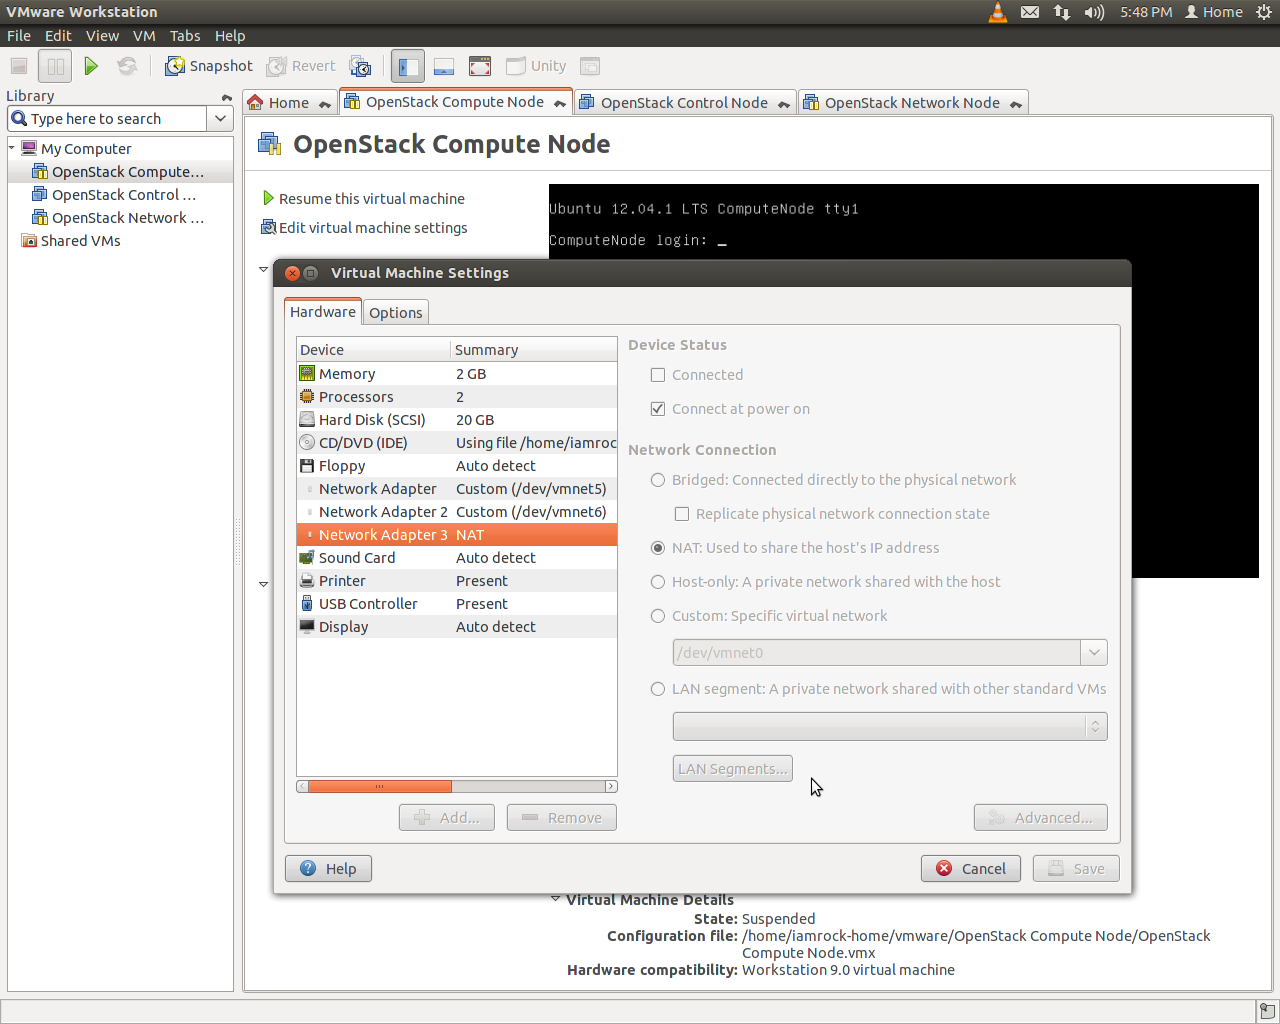 VMware Workstation
5:48 PM Home
File Edit View VM Tabs Help
Snapshot Revert Unity
Library
Type here to search
My Computer
OpenStack Compute...
OpenStack Control ...
OpenStack Network ...
Shared VMs
Home OpenStack Compute Node OpenStack Control Node OpenStack Network Node
OpenStack Compute Node
Resume this virtual machine
Edit virtual machine settings
Ubuntu 12.04.1 LTS ComputeNode tty1
ComputeNode login: _
Virtual Machine Settings
Hardware Options
Device Summary
Memory 2 GB
Processors 2
Hard Disk (SCSI) 20 GB
CD/DVD (IDE) Using file /home/iamroc
Floppy Auto detect
Network Adapter Custom (/dev/vmnet5)
Network Adapter 2 Custom (/dev/vmnet6)
Network Adapter 3 NAT
Sound Card Auto detect
Printer Present
USB Controller Present
Display Auto detect
Add... Remove
Device Status
Connected
Connect at power on
Network Connection
Bridged: Connected directly to the physical network
Replicate physical network connection state
NAT: Used to share the host's IP address
Host-only: A private network shared with the host
Custom: Specific virtual network
/dev/vmnet0
LAN segment: A private network shared with other standard VMs
LAN Segments...
Advanced...
Help Cancel Save
Virtual Machine Details
State: Suspended
Configuration file: /home/iamrock-home/vmware/OpenStack Compute Node/OpenStack
Compute Node.vmx
Hardware compatibility: Workstation 9.0 virtual machine